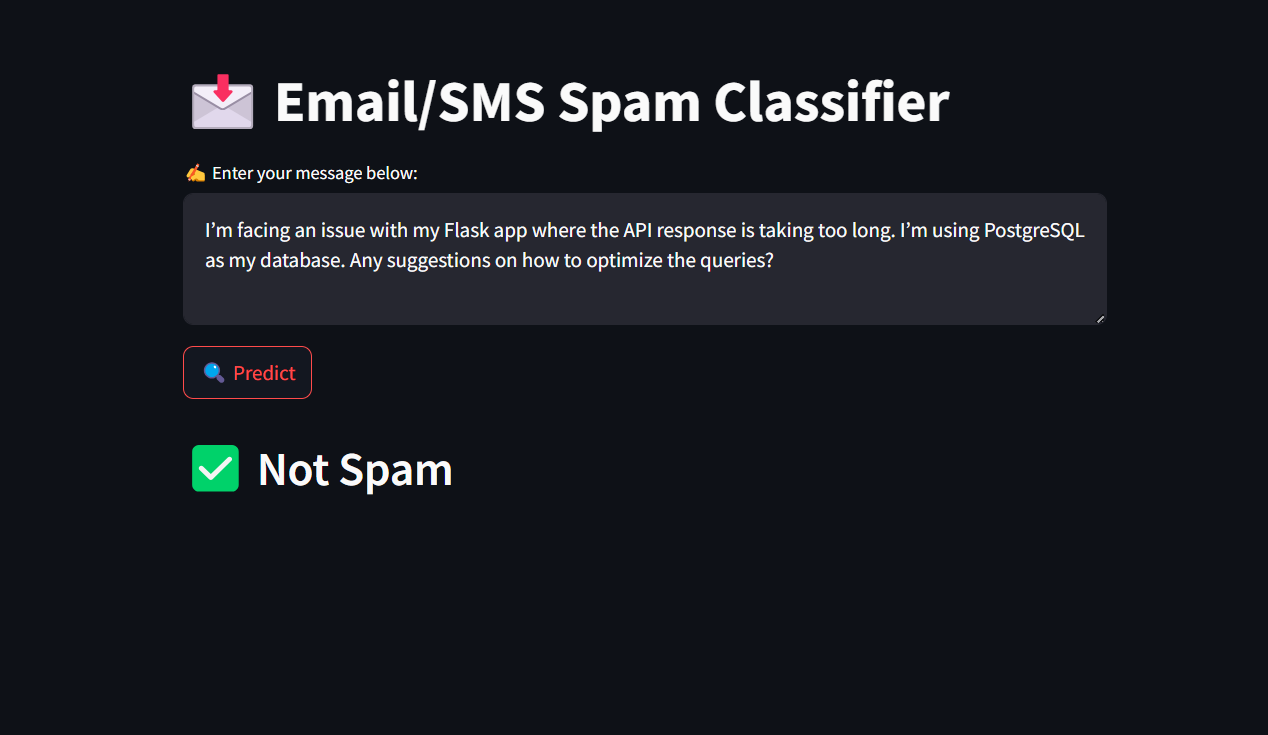 Email/SMS Spam Classifier
Enter your message below:
I’m facing an issue with my Flask app where the API response is taking too long. I’m using PostgreSQL
as my database. Any suggestions on how to optimize the queries?
Predict
Not Spam